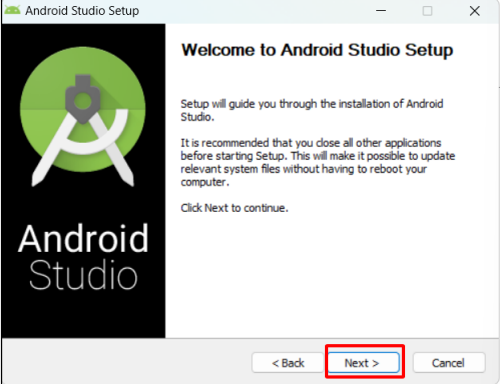 Android Studio Setup
Welcome to Android Studio Setup
Setup will guide you through the installation of Android
Studio.
It is recommended that you close all other applications
before starting Setup. This will make it possible to update
relevant system files without having to reboot your
computer.
Click Next to continue.
Android
Studio
< Back
Next >
Cancel